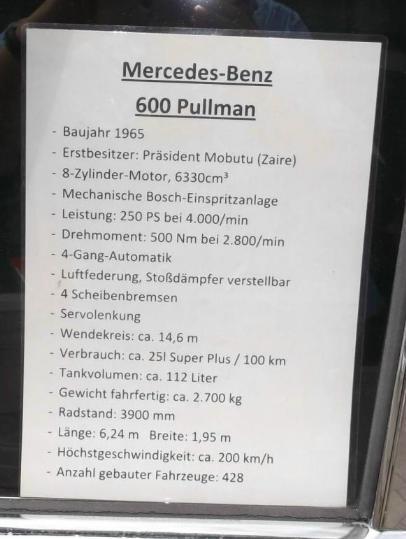 Mercedes-Benz
600 Pullman
- Baujahr 1965
- Erstbesitzer: Präsident Mobutu (Zaire)
- 8-Zylinder-Motor, 6330cm³
- Mechanische Bosch-Einspritzanlage
- Leistung: 250 PS bei 4.000/min
- Drehmoment: 500 Nm bei 2.800/min
- 4-Gang-Automatik
- Luftfederung, Stoßdämpfer verstellbar
- 4 Scheibenbremsen
- Servolenkung
- Wendekreis: ca. 14,6 m
- Verbrauch: ca. 25l Super Plus / 100 km
- Tankvolumen: ca. 112 Liter
- Gewicht fahrfertig: ca. 2.700 kg
- Radstand: 3900 mm
- Länge: 6,24 m Breite: 1,95 m
- Höchstgeschwindigkeit: ca. 200 km/h
- Anzahl gebauter Fahrzeuge: 428